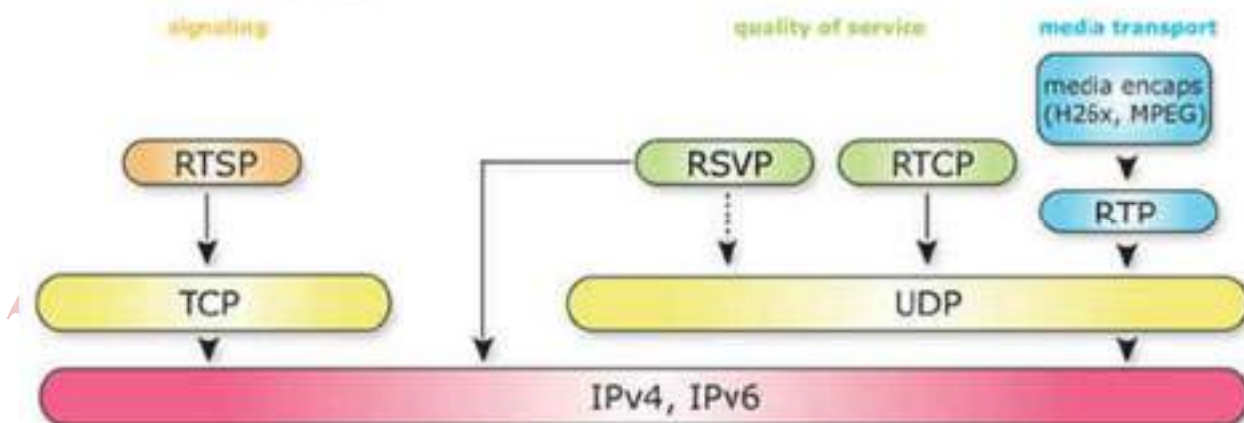 signaling
quality of service
media transport
media encaps
(H26x, MPEG)
RTSP
RSVP
RTCP
RTP
TCP
UDP
IPv4, IPv6